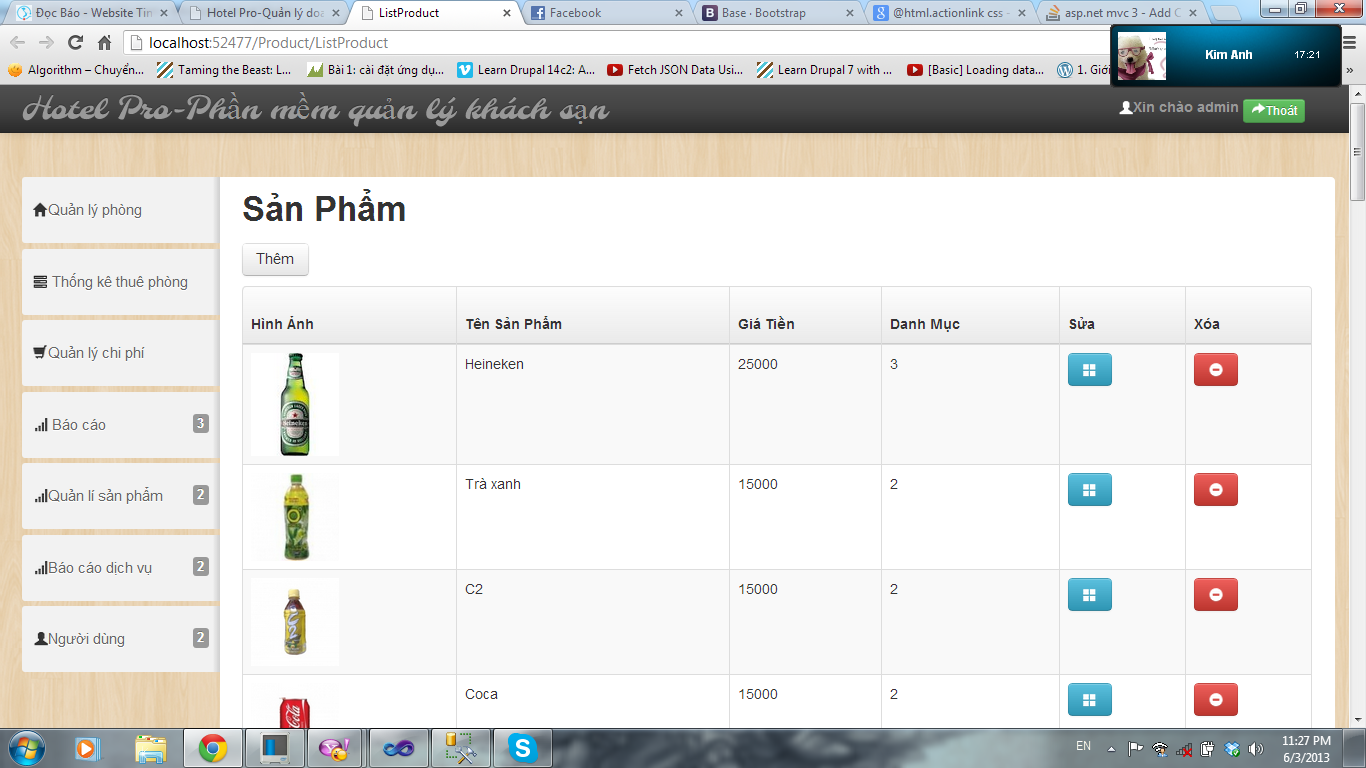 Đọc Báo - Website Tin
Hotel Pro-Quản lý doa
ListProduct
Facebook
Base · Bootstrap
@html.actionlink css -
asp.net mvc 3 - Add C
localhost:52477/Product/ListProduct
Kim Anh
17:21
Algorithm – Chuyển...
Taming the Beast: L...
Bài 1: cài đặt ứng dụ...
Learn Drupal 14c2: A...
Fetch JSON Data Usi...
Learn Drupal 7 with ...
[Basic] Loading data...
1. Giới
»
Hotel Pro-Phần mềm quản lý khách sạn
Xin chào admin
Thoát
Quản lý phòng
Thống kê thuê phòng
Quản lý chi phí
Báo cáo 3
Quản lí sản phẩm 2
Báo cáo dịch vụ 2
Người dùng 2
Sản Phẩm
Thêm
Hình Ảnh Tên Sản Phẩm Giá Tiền Danh Mục Sửa Xóa
Heineken
Heineken 25000 3
Trà xanh 15000 2
C2
C2 15000 2
Coca 15000 2
EN
11:27 PM
6/3/2013